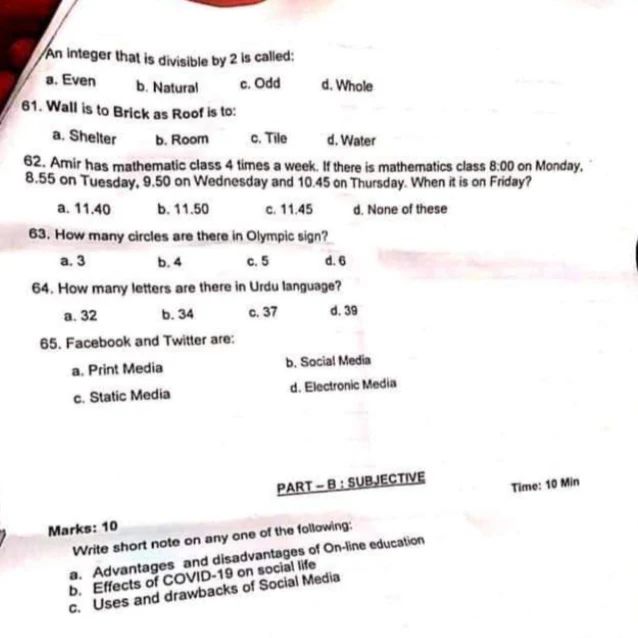 An integer that is divisible by 2 is called:
a. Even b. Natural c. Odd d. Whole
61. Wall is to Brick as Roof is to:
a. Shelter b. Room c. Tile d. Water
62. Amir has mathematic class 4 times a week. If there is mathematics class 8:00 on Monday,
8.55 on Tuesday, 9.50 on Wednesday and 10.45 on Thursday. When it is on Friday?
a. 11.40 b. 11.50 c. 11.45 d. None of these
63. How many circles are there in Olympic sign?
a. 3 b. 4 c. 5 d. 6
64. How many letters are there in Urdu language?
a. 32 b. 34 c. 37 d. 39
65. Facebook and Twitter are:
a. Print Media b. Social Media
c. Static Media d. Electronic Media
PART – B : SUBJECTIVE
Time: 10 Min
Marks: 10
Write short note on any one of the following:
a. Advantages and disadvantages of On-line education
b. Effects of COVID-19 on social life
c. Uses and drawbacks of Social Media